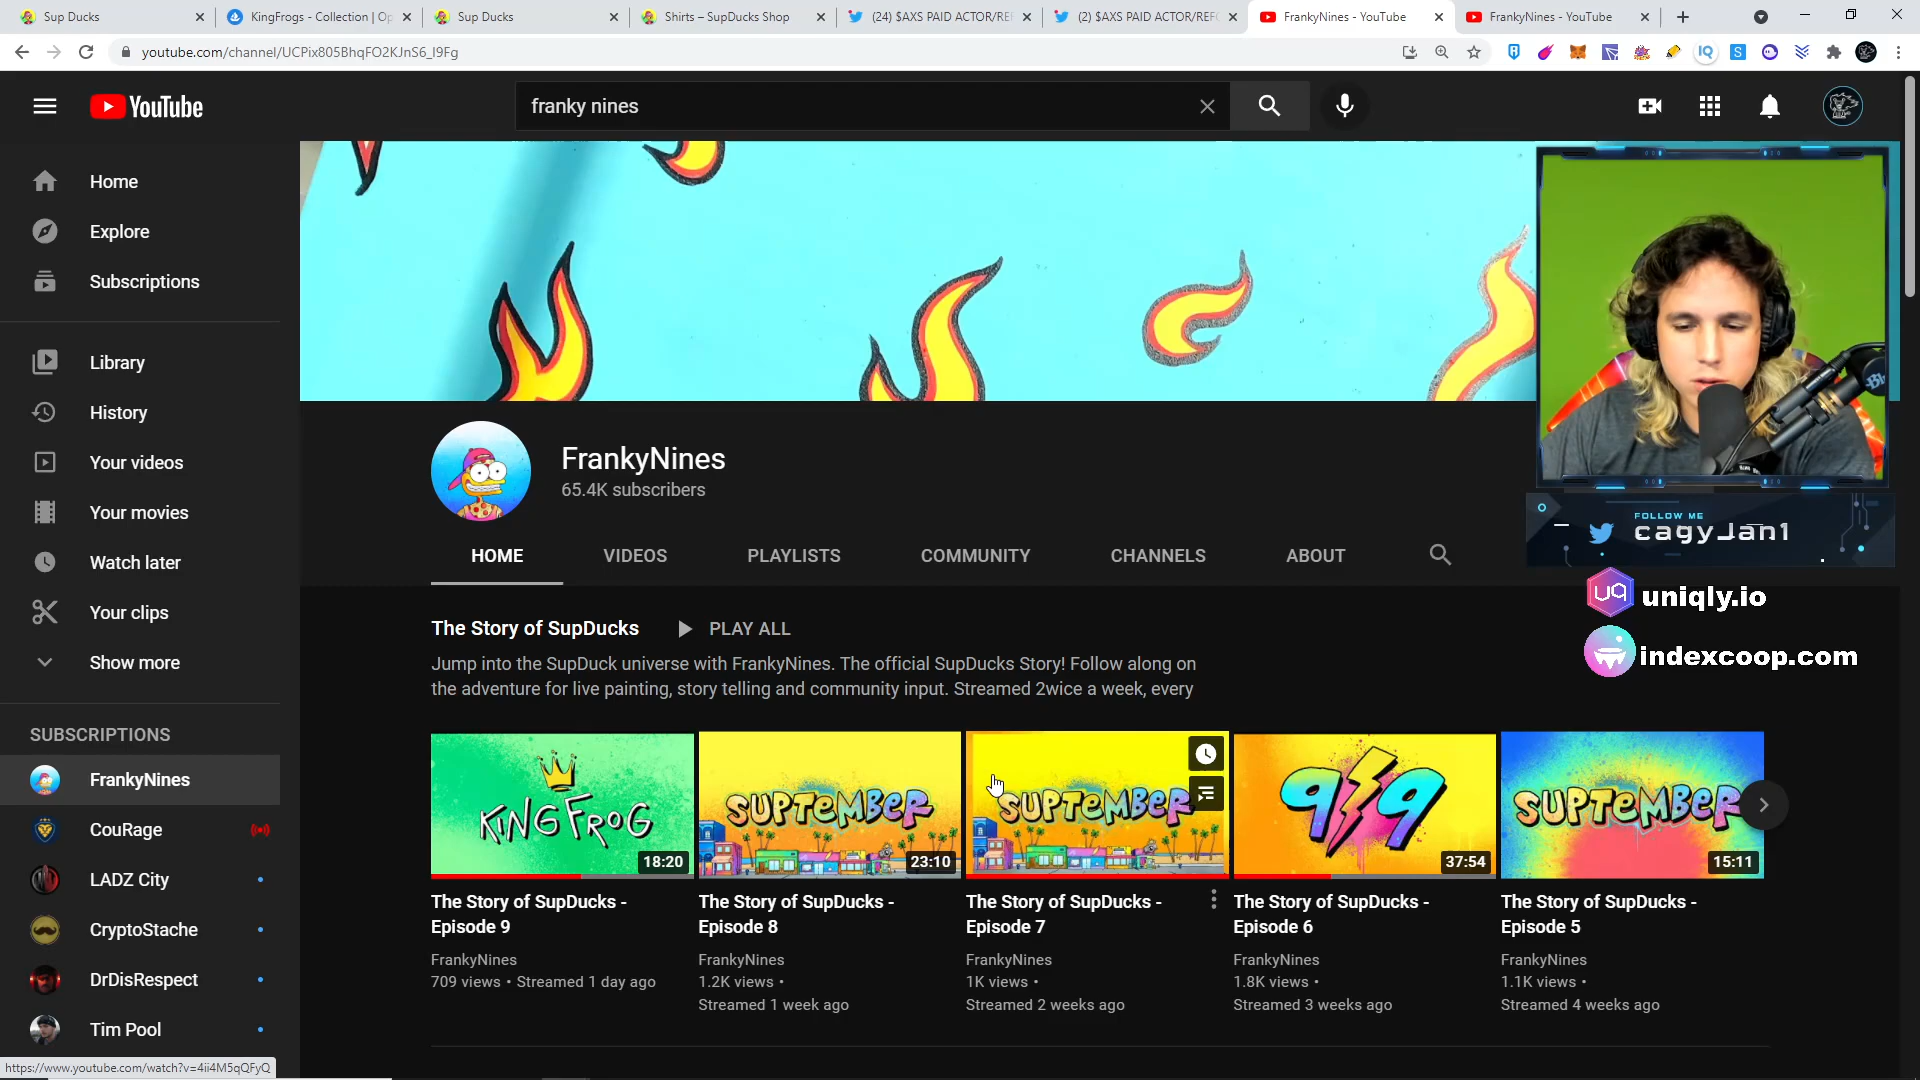 Sup Ducks
KingFrogs - Collection | Op
Sup Ducks
Shirts – SupDucks Shop
(24) $AXS PAID ACTOR/RE
(2) $AXS PAID ACTOR/REF
FrankyNines - YouTube
FrankyNines - YouTube
youtube.com/channel/UCPix805BhqFO2KJnS6_I9Fg
YouTube
franky nines
Home
Explore
Subscriptions
Library
History
Your videos
Your movies
Watch later
Your clips
Show more
SUBSCRIPTIONS
FrankyNines
CouRage
LADZ City
CryptoStache
DrDisRespect
Tim Pool
https://www.youtube.com/watch?v=4ii4M5qQFyQ
FrankyNines
65.4K subscribers
HOME
VIDEOS
PLAYLISTS
COMMUNITY
CHANNELS
ABOUT
FOLLOW ME
cagyJan1
uniqly.io
indexcoop.com
The Story of SupDucks
PLAY ALL
Jump into the SupDuck universe with FrankyNines. The official SupDucks Story! Follow along on
the adventure for live painting, story telling and community input. Streamed 2wice a week, every
KINGFROG
18:20
SUPTEMBER
23:10
SUPTEMBER
9 9
37:54
SUPTEMBER
15:11
The Story of SupDucks -
Episode 9
FrankyNines
709 views • Streamed 1 day ago
The Story of SupDucks -
Episode 8
FrankyNines
1.2K views •
Streamed 1 week ago
The Story of SupDucks -
Episode 7
FrankyNines
1K views •
Streamed 2 weeks ago
The Story of SupDucks -
Episode 6
FrankyNines
1.8K views •
Streamed 3 weeks ago
The Story of SupDucks -
Episode 5
FrankyNines
1.1K views •
Streamed 4 weeks ago